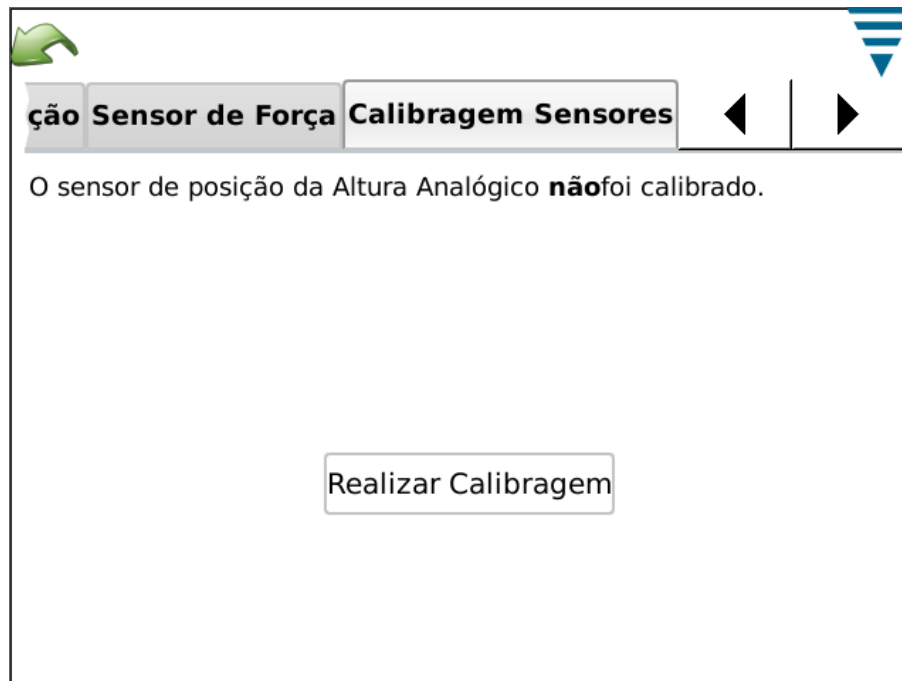 ção Sensor de Força Calibragem Sensores
O sensor de posição da Altura Analógico nãofoi calibrado.
Realizar Calibragem